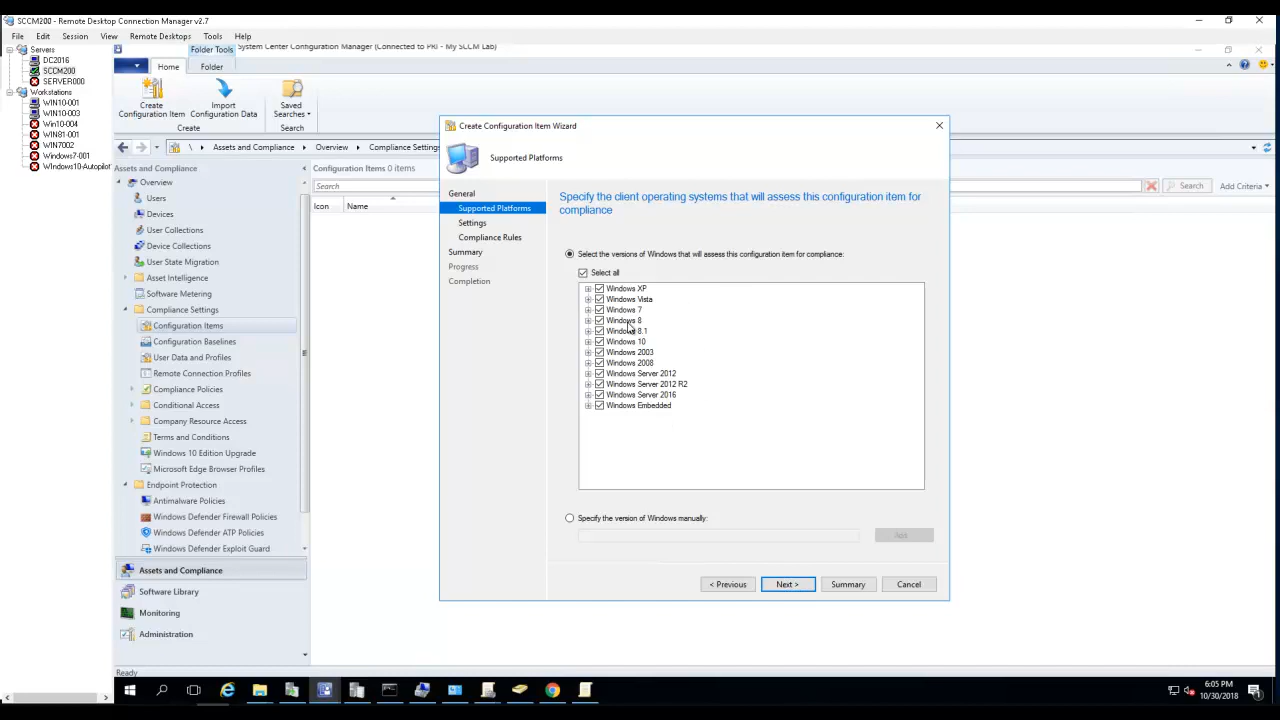 SCCM200 - Remote Desktop Connection Manager v2.7
File Edit Session View Remote Desktops Tools Help
Servers
DC2016
SCCM200
SERVER000
Workstations
WIN10-001
WIN10-003
Win10-004
WIN81-001
WIN7002
Windows7-001
WIndows10-Autopilot
Folder Tools
System Center Configuration Manager (Connected to PRI - My SCCM Lab)
Home Folder
Create Configuration Item
Import Configuration Data
Saved Searches
Create
Search
\ Assets and Compliance Overview Compliance Settings
Assets and Compliance
Overview
Users
Devices
User Collections
Device Collections
User State Migration
Asset Intelligence
Software Metering
Compliance Settings
Configuration Items
Configuration Baselines
User Data and Profiles
Remote Connection Profiles
Compliance Policies
Conditional Access
Company Resource Access
Terms and Conditions
Windows 10 Edition Upgrade
Microsoft Edge Browser Profiles
Endpoint Protection
Antimalware Policies
Windows Defender Firewall Policies
Windows Defender ATP Policies
Windows Defender Exploit Guard
Assets and Compliance
Software Library
Monitoring
Administration
Ready
Configuration Items 0 items
Search
Search
Add Criteria
Icon Name
Create Configuration Item Wizard
Supported Platforms
General
Supported Platforms
Settings
Compliance Rules
Summary
Progress
Completion
Specify the client operating systems that will assess this configuration item for
compliance
Select the versions of Windows that will assess this configuration item for compliance:
Select all
Windows XP
Windows Vista
Windows 7
Windows 8
Windows 8.1
Windows 10
Windows 2003
Windows 2008
Windows Server 2012
Windows Server 2012 R2
Windows Server 2016
Windows Embedded
Specify the version of Windows manually:
Add
< Previous Next > Summary Cancel
6:05 PM
10/30/2018